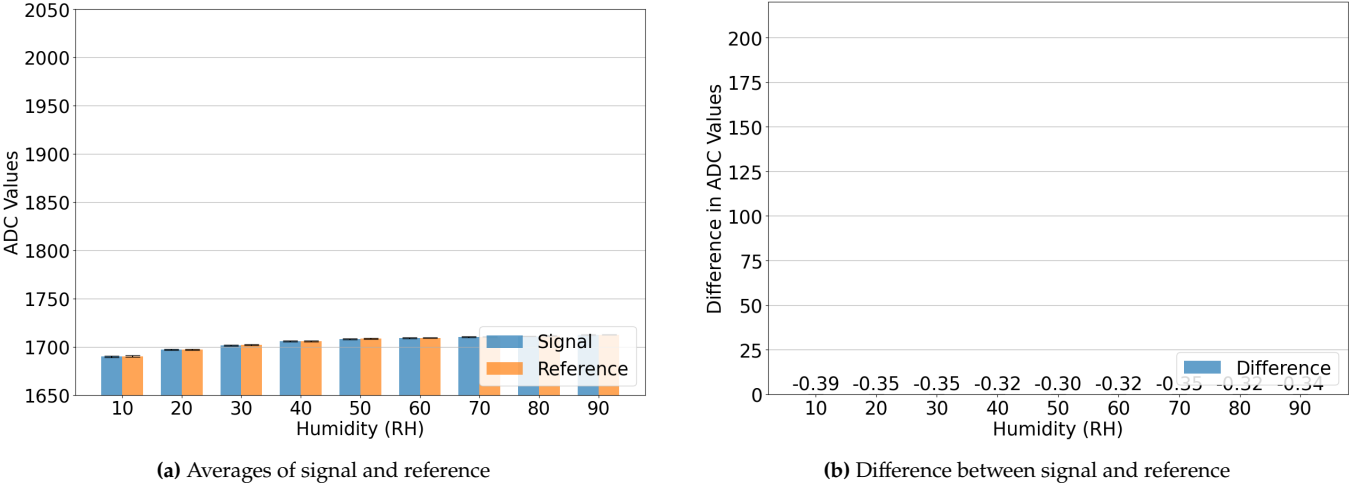 2050
2000
1950
1900
1850
1800
1750
1700
1650
ADC Values
10 20 30 40 50 60 70 80 90
Humidity (RH)
Signal
Reference
(a) Averages of signal and reference
200
175
150
125
100
75
50
25
0
Difference in ADC Values
Difference
-0.39 -0.35 -0.35 -0.32 -0.30 -0.32 -0.35 -0.32 -0.34
10 20 30 40 50 60 70 80 90
Humidity (RH)
(b) Difference between signal and reference